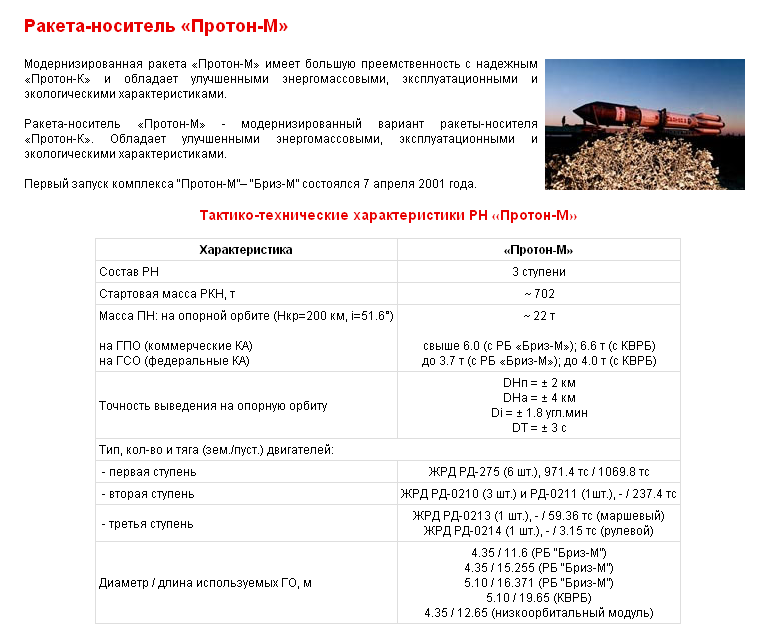 Ракета-носитель «Протон-М»
Модернизированная ракета «Протон-М» имеет большую преемственность с надежным
«Протон-К» и обладает улучшенными энергомассовыми, эксплуатационными и
экологическими характеристиками.
Ракета-носитель «Протон-М» - модернизированный вариант ракеты-носителя
«Протон-К». Обладает улучшенными энергомассовыми, эксплуатационными и
экологическими характеристиками.
Первый запуск комплекса "Протон-М"– "Бриз-М" состоялся 7 апреля 2001 года.
Тактико-технические характеристики РН «Протон-М»
Характеристика «Протон-М»
Состав РН 3 ступени
Стартовая масса РКН, т ~ 702
Масса ПН: на опорной орбите (Нкр=200 км, i=51.6°) ~ 22 т
на ГПО (коммерческие КА) свыше 6.0 (с РБ «Бриз-М»); 6.6 т (с КВРБ)
на ГСО (федеральные КА) до 3.7 т (с РБ «Бриз-М»); до 4.0 т (с КВРБ)
Точность выведения на опорную орбиту
DHп = ± 2 км
DHа = ± 4 км
Di = ± 1.8 угл.мин
DT = ± 3 с
Тип, кол-во и тяга (зем./пуст.) двигателей:
- первая ступень ЖРД РД-275 (6 шт.), 971.4 тс / 1069.8 тс
- вторая ступень ЖРД РД-0210 (3 шт.) и РД-0211 (1шт.), - / 237.4 тс
- третья ступень
ЖРД РД-0213 (1 шт.), - / 59.36 тс (маршевый)
ЖРД РД-0214 (1 шт.), - / 3.15 тс (рулевой)
Диаметр / длина используемых ГО, м
4.35 / 11.6 (РБ "Бриз-М")
4.35 / 15.255 (РБ "Бриз-М")
5.10 / 16.371 (РБ "Бриз-М")
5.10 / 19.65 (КВРБ)
4.35 / 12.65 (низкоорбитальный модуль)